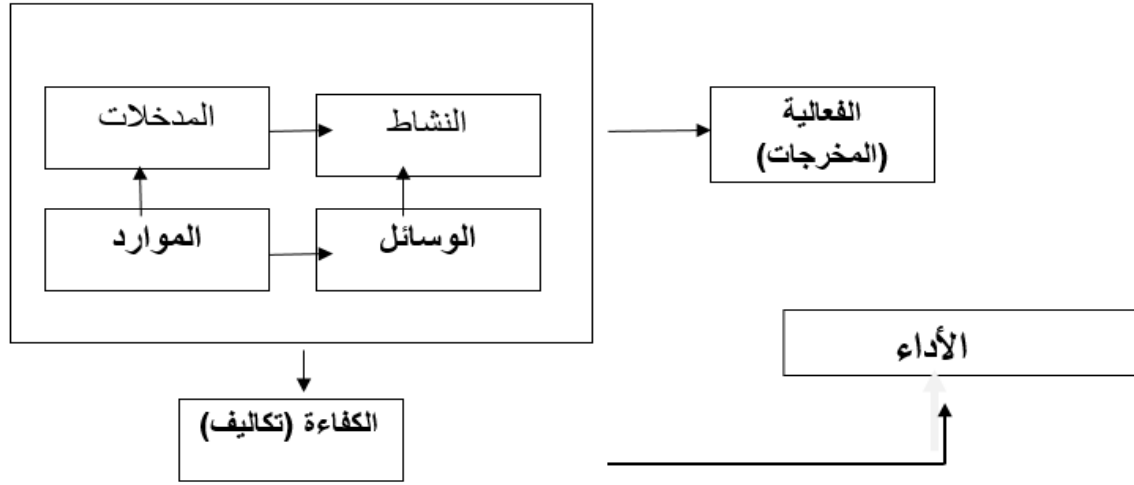 المدخلات
النشاط
الفعالية
(المخرجات)
الموارد
الوسائل
الأداء
الكفاءة (تكاليف)